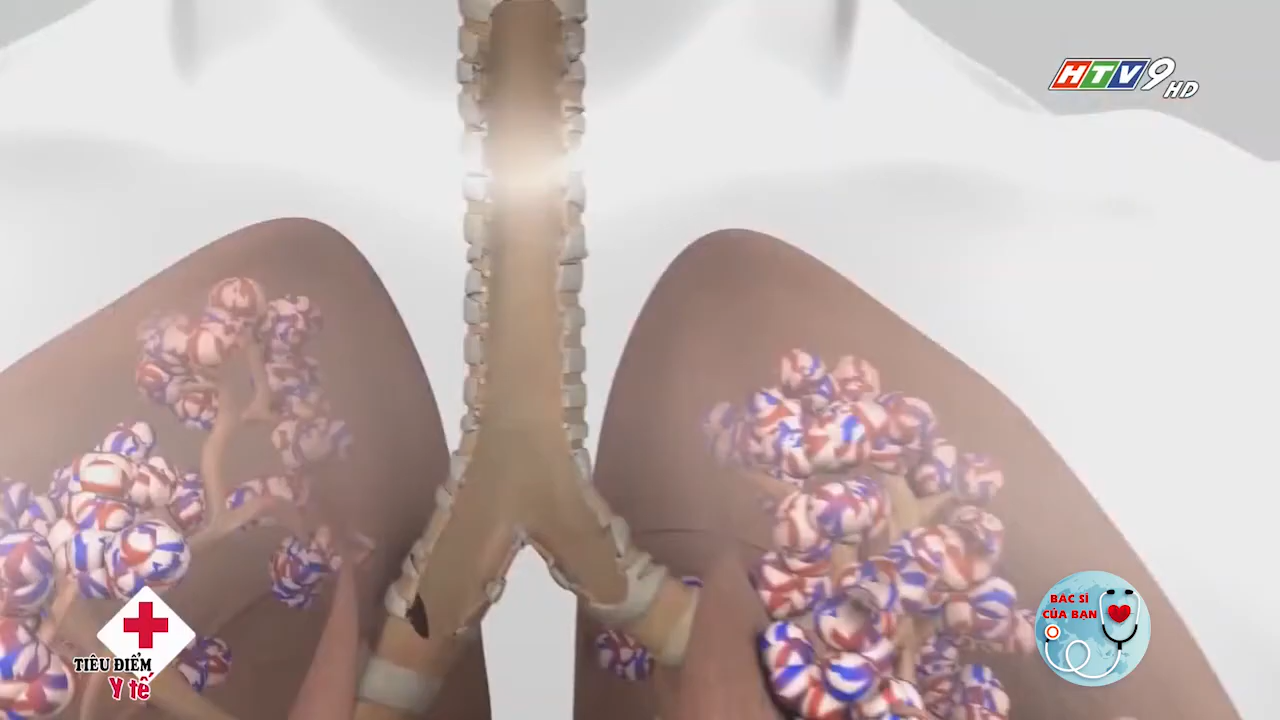 HTV9 HD
BÁC SĨ
CỦA BẠN
TIÊU ĐIỂM
Y tế